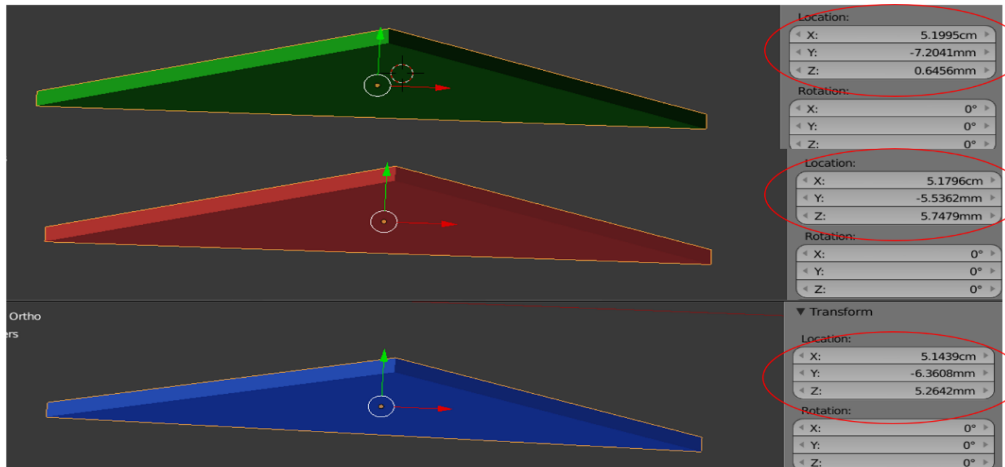 Location:
X: 5.1995cm
Y: -7.2041mm
Z: 0.6456mm
Rotation:
X: 0°
Y: 0°
Z: 0°
Location:
X: 5.1796cm
Y: -5.5362mm
Z: 5.7479mm
Rotation:
X: 0°
Y: 0°
Z: 0°
Ortho
ers
Transform
Location:
X: 5.1439cm
Y: -6.3608mm
Z: 5.2642mm
Rotation:
X: 0°
Y: 0°
Z: 0°